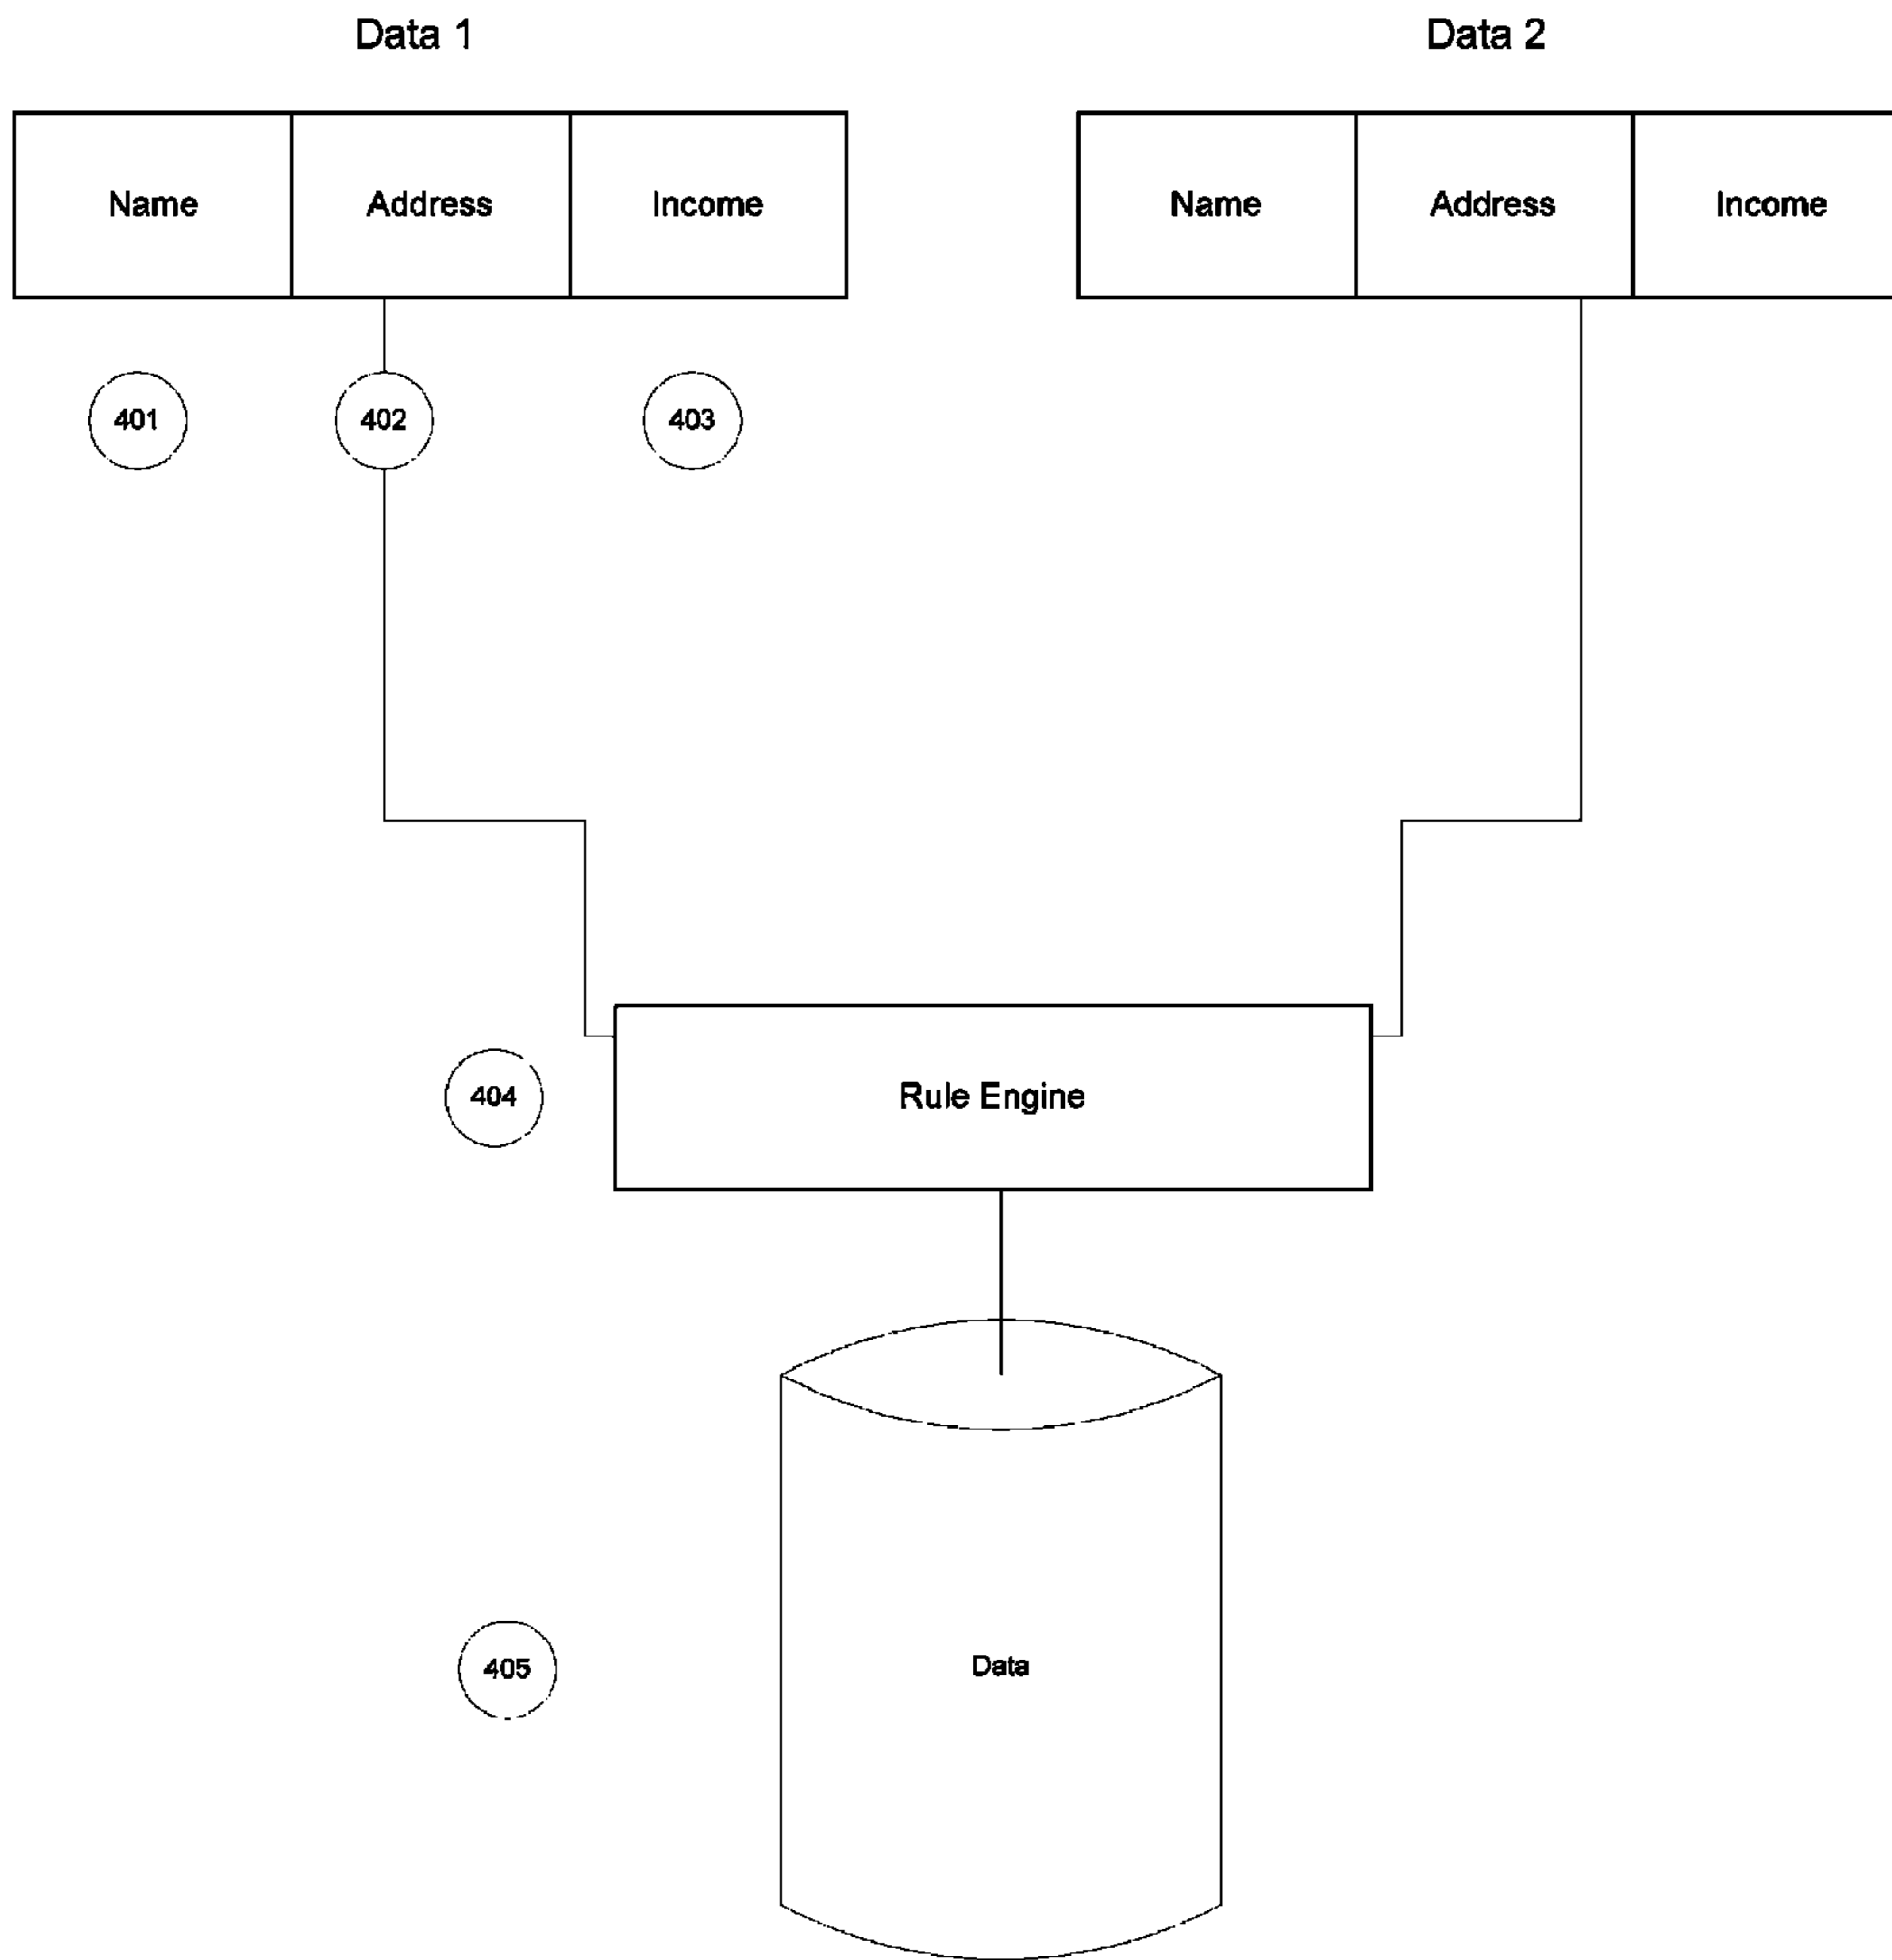 Data 1
Data 2
Name
Address
Income
Name
Address
Income
401
402
403
404
Rule Engine
405
Data